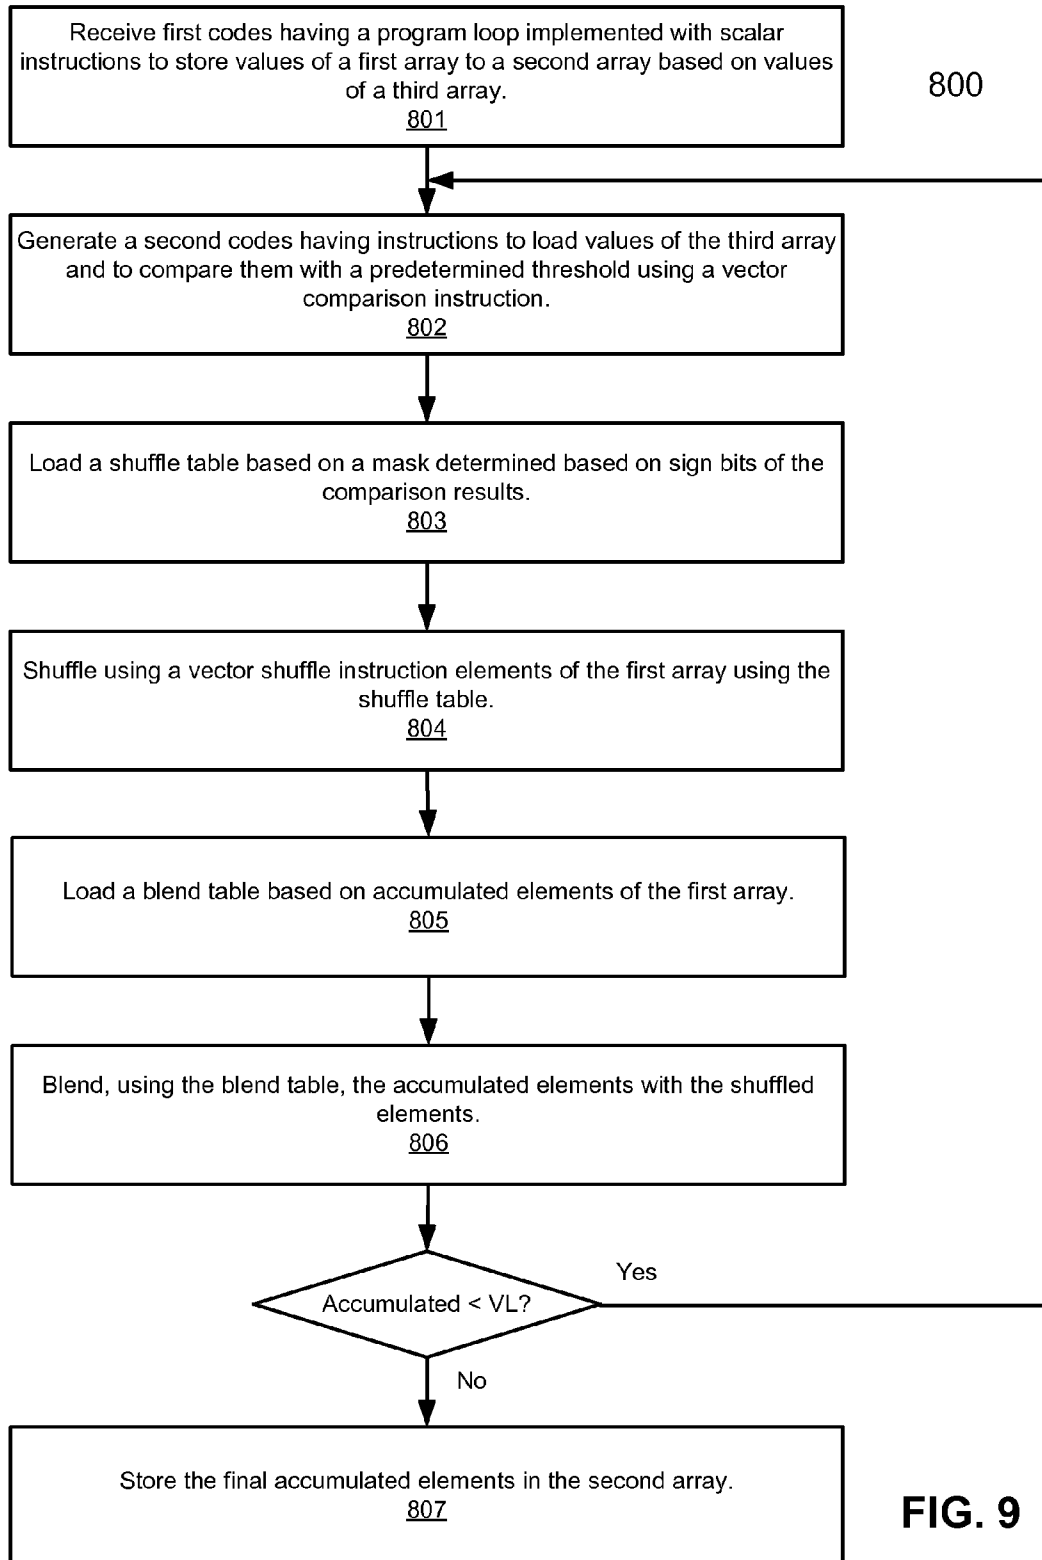 Receive first codes having a program loop implemented with scalar
instructions to store values of a first array to a second array based on values
of a third array.
801
800
Generate a second codes having instructions to load values of the third array
and to compare them with a predetermined threshold using a vector
comparison instruction.
802
Load a shuffle table based on a mask determined based on sign bits of the
comparison results.
803
Shuffle using a vector shuffle instruction elements of the first array using the
shuffle table.
804
Load a blend table based on accumulated elements of the first array.
805
Blend, using the blend table, the accumulated elements with the shuffled
elements.
806
Yes
Accumulated < VL?
No
Store the final accumulated elements in the second array.
807
FIG. 9